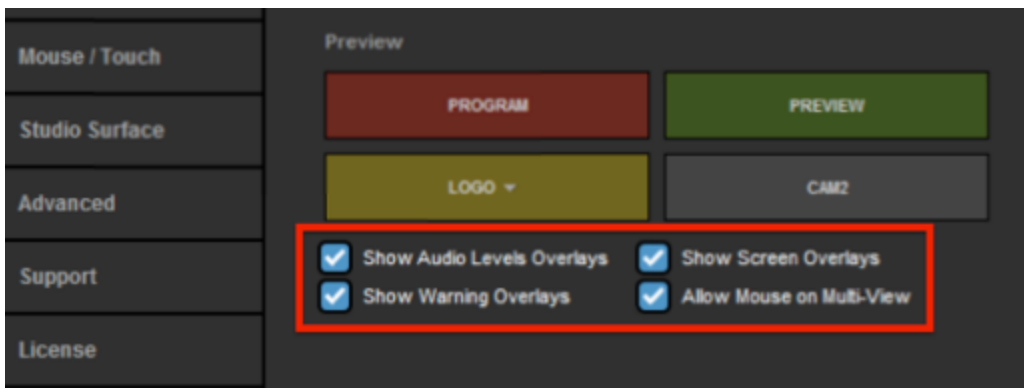 Mouse / Touch
Studio Surface
Advanced
Support
License
Preview
PROGRAM
PREVIEW
LOGO
CAM2
Show Audio Levels Overlays
Show Screen Overlays
Show Warning Overlays
Allow Mouse on Multi-View